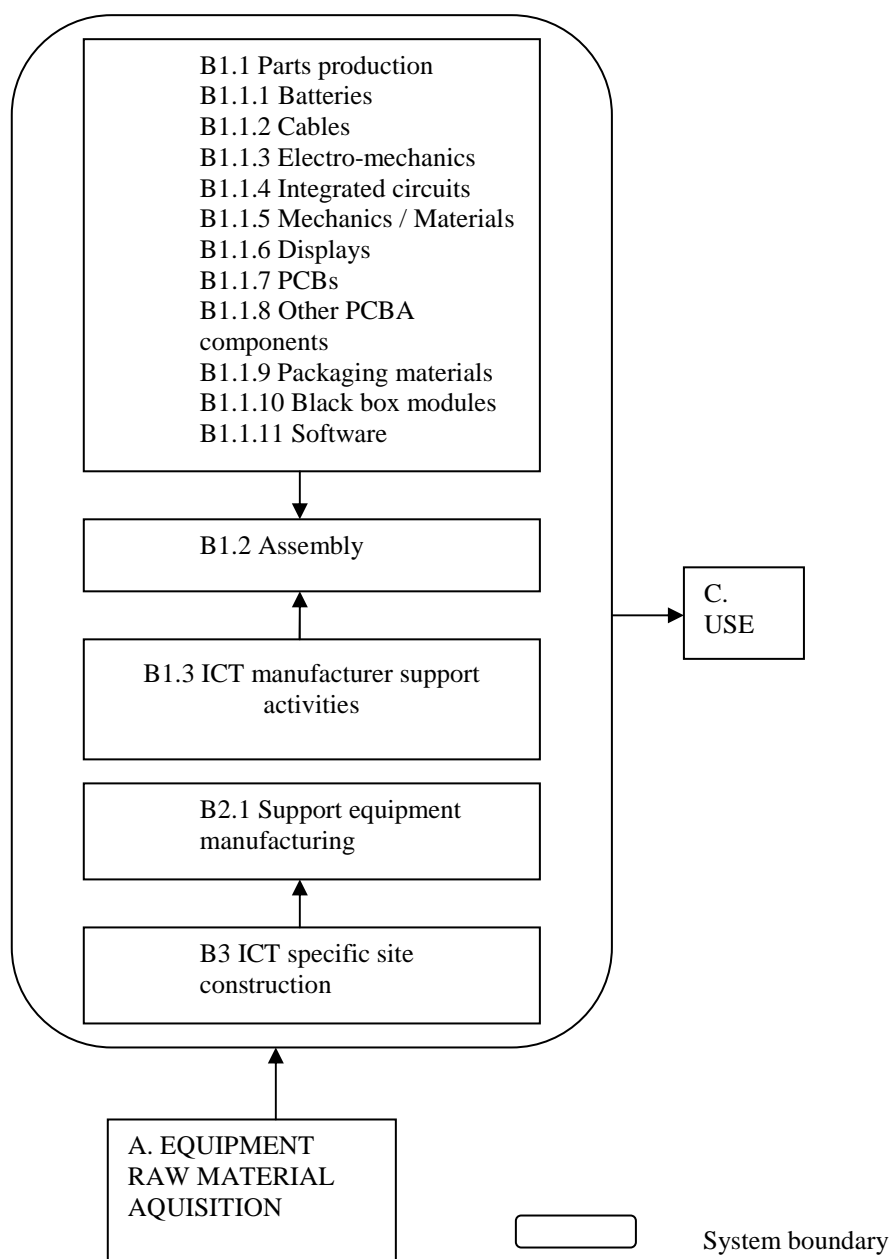 B1.1 Parts production
B1.1.1 Batteries
B1.1.2 Cables
B1.1.3 Electro-mechanics
B1.1.4 Integrated circuits
B1.1.5 Mechanics / Materials
B1.1.6 Displays
B1.1.7 PCBs
B1.1.8 Other PCBA
components
B1.1.9 Packaging materials
B1.1.10 Black box modules
B1.1.11 Software
B1.2 Assembly
C.
USE
B1.3 ICT manufacturer support
activities
B2.1 Support equipment
manufacturing
B3 ICT specific site
construction
A. EQUIPMENT
RAW MATERIAL
AQUISITION
System boundary